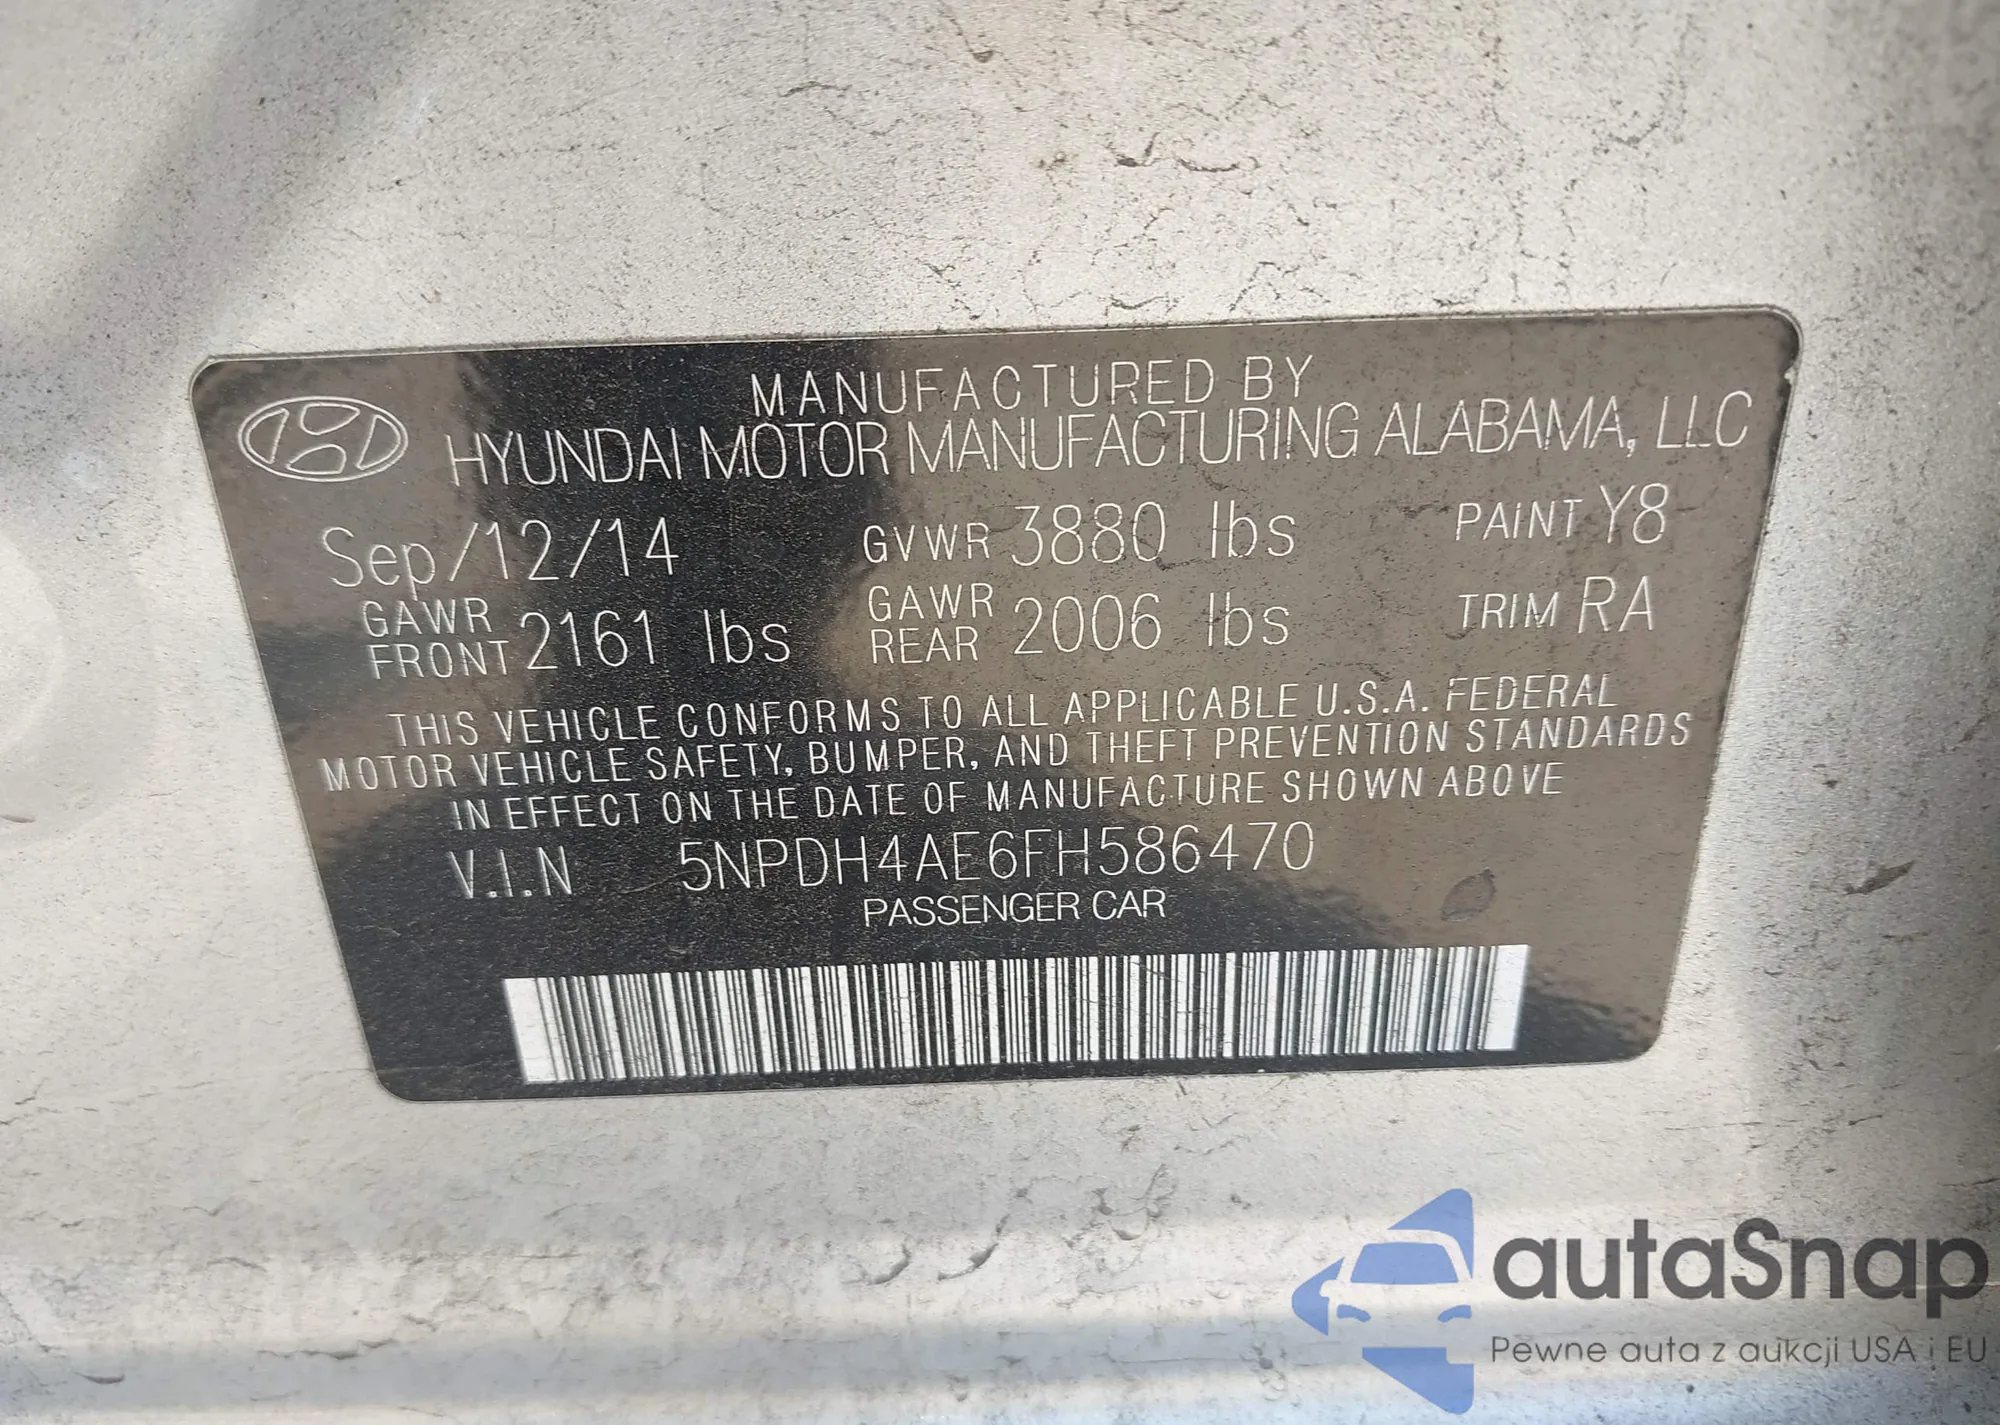 MANUFACTURED BY
HYUNDAI MOTOR MANUFACTURING ALABAMA, LLC
Sep/12/14 GVWR 3880 lbs PAINT Y8
GAWR FRONT 2161 lbs GAWR REAR 2006 lbs TRIM RA
THIS VEHICLE CONFORMS TO ALL APPLICABLE U.S.A. FEDERAL
MOTOR VEHICLE SAFETY, BUMPER, AND THEFT PREVENTION STANDARDS
IN EFFECT ON THE DATE OF MANUFACTURE SHOWN ABOVE
V.I.N 5NPDH4AE6FH586470
PASSENGER CAR
autaSnap
Pewne auta z aukcji USA i EU